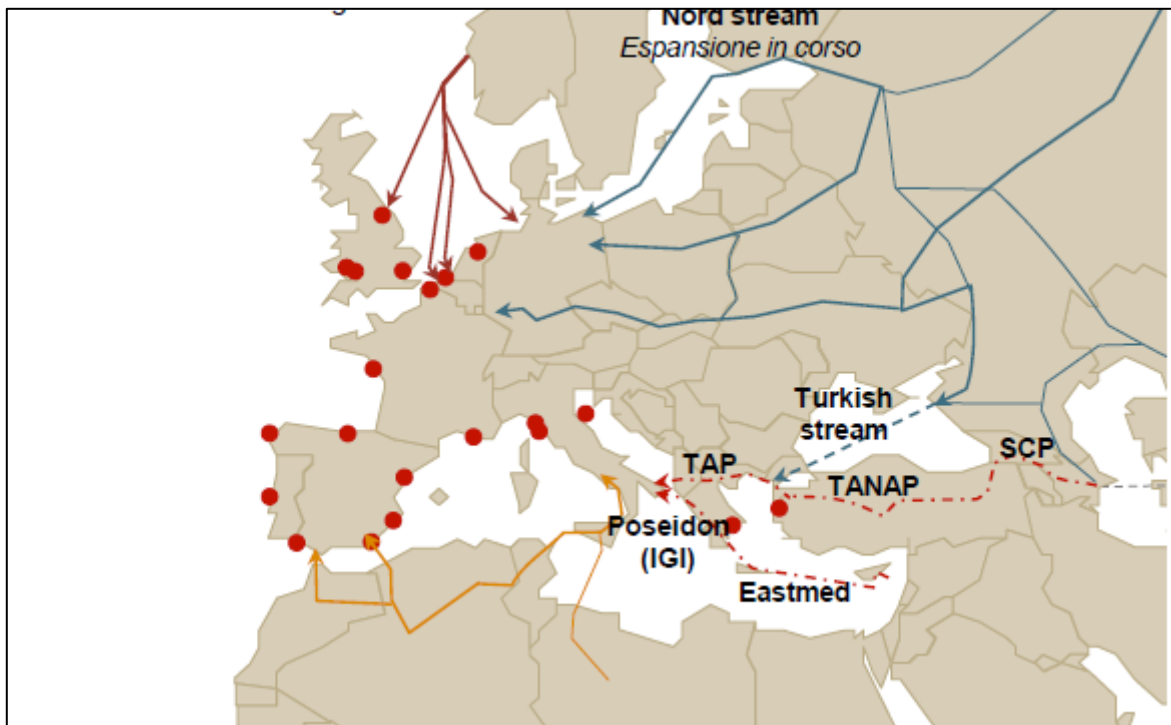 Nord stream
Espansione in corso
Turkish
stream
SCP
TAP
TANAP
Poseidon
(IGI)
Eastmed